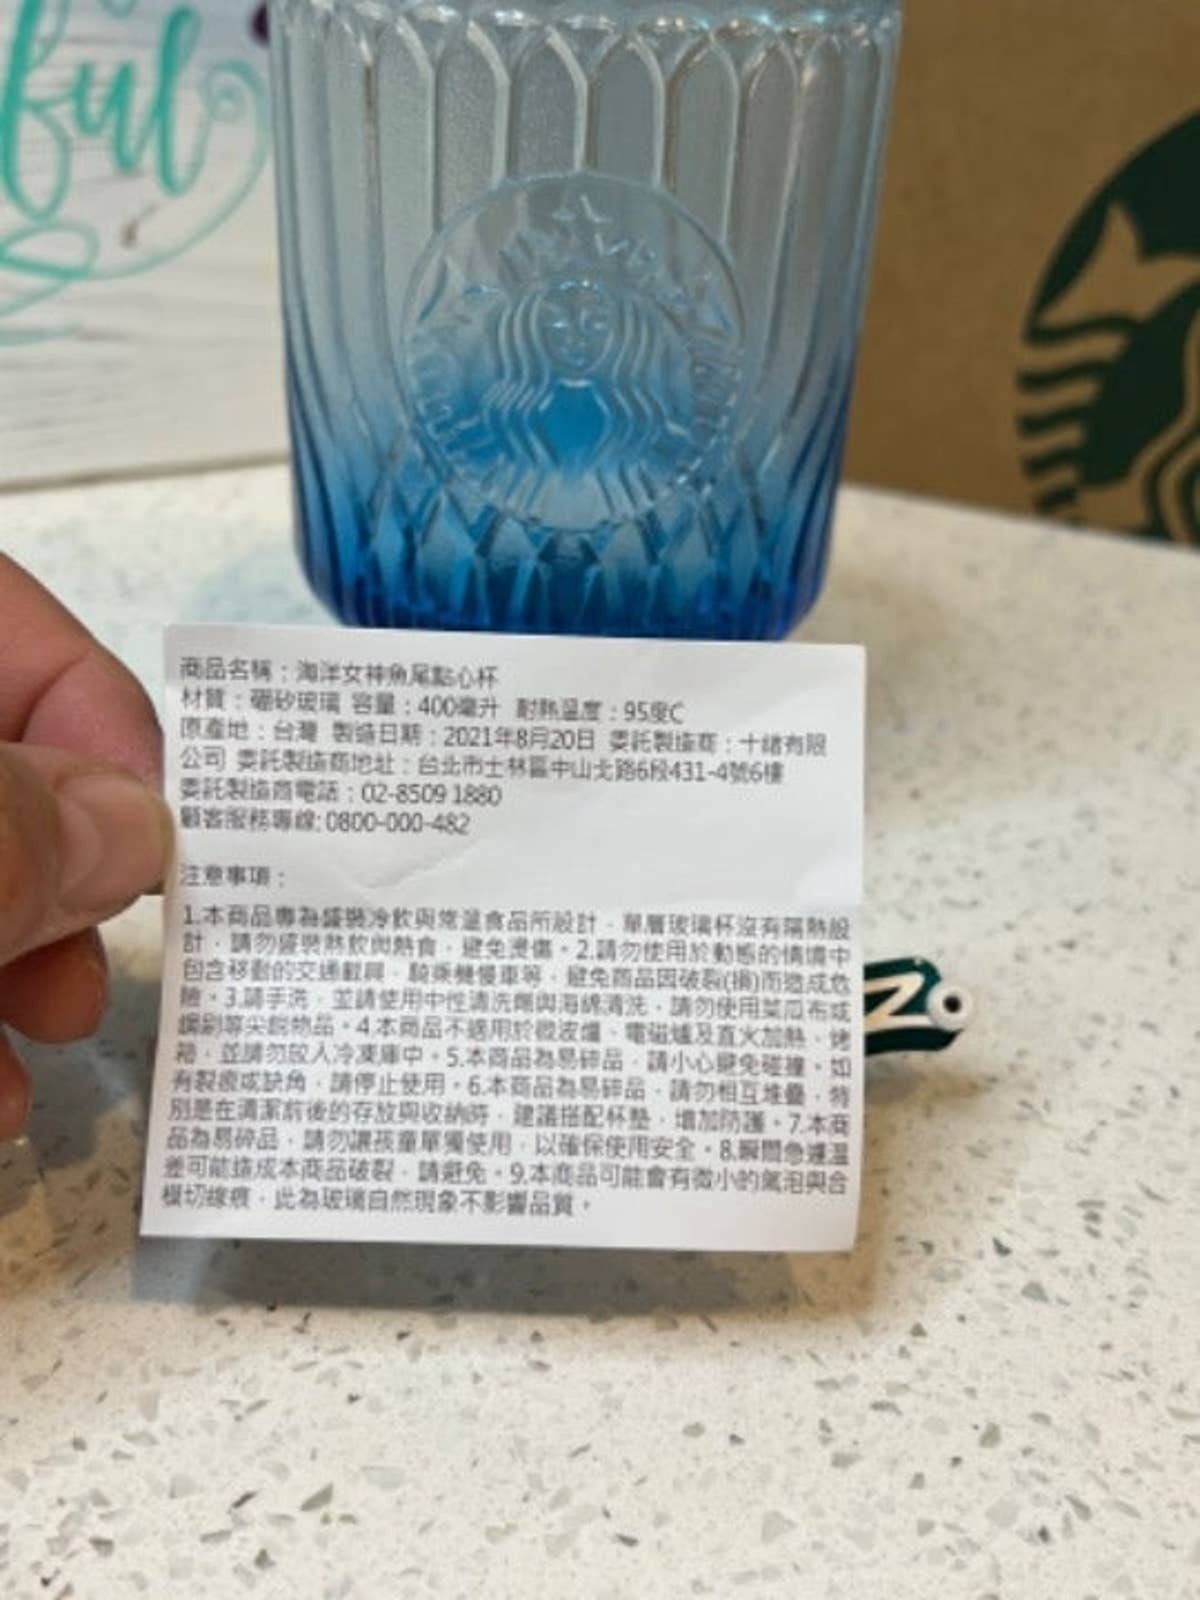 ful
商品名稱：海洋女神魚尾點心杯
材質：硼矽玻璃 容量：400毫升 耐熱溫度：95度C
原產地：台灣 製造日期：2021年8月20日 委託製造商：十緒有限
公司 委託製造商地址：台北市士林區中山北路6段431-4號6樓
委託製造商電話：02-8509 1880
顧客服務專線: 0800-000-482
注意事項：
1.本商品專為盛裝冷飲與常溫食品所設計，單層玻璃杯沒有隔熱設
計，請勿盛裝熱飲與熱食，避免燙傷。2.請勿使用於動態的情境中
包含移動的交通載具，騎乘機慢車等，避免商品因破裂(損)而造成危
險。3.請手洗，並請使用中性清洗劑與海綿清洗，請勿使用菜瓜布或
鋼刷等尖銳物品。4.本商品不適用於微波爐、電磁爐及直火加熱、烤
箱，並請勿放入冷凍庫中。5.本商品為易碎品，請小心避免碰撞。如
有裂痕或缺角，請停止使用。6.本商品為易碎品，請勿相互堆疊，特
別是在清潔前後的存放與收納時，建議搭配杯墊，增加防護。7.本商
品為易碎品，請勿讓孩童單獨使用，以確保使用安全。8.瞬間急遽溫
差可能造成本商品破裂，請避免。9.本商品可能會有微小的氣泡與合
模切線痕，此為玻璃自然現象不影響品質。